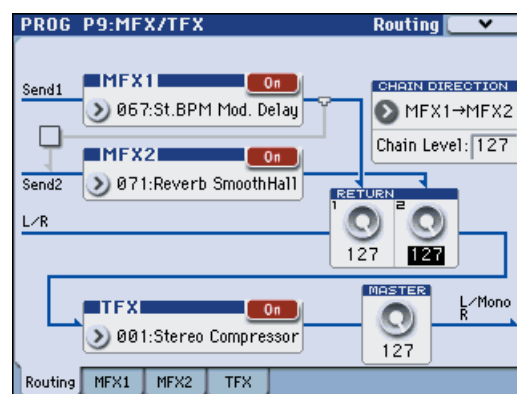 PROG P9:MFX/TFX Routing
Send1
MFX1 On
067:St.BPM Mod. Delay
CHAIN DIRECTION
MFX1→MFX2
Chain Level: 127
MFX2 On
Send2
071:Reverb SmoothHall
L/R
RETURN
1 2
127 127
TFX On
001:Stereo Compressor
MASTER
127
L/Mono
R
Routing MFX1 MFX2 TFX